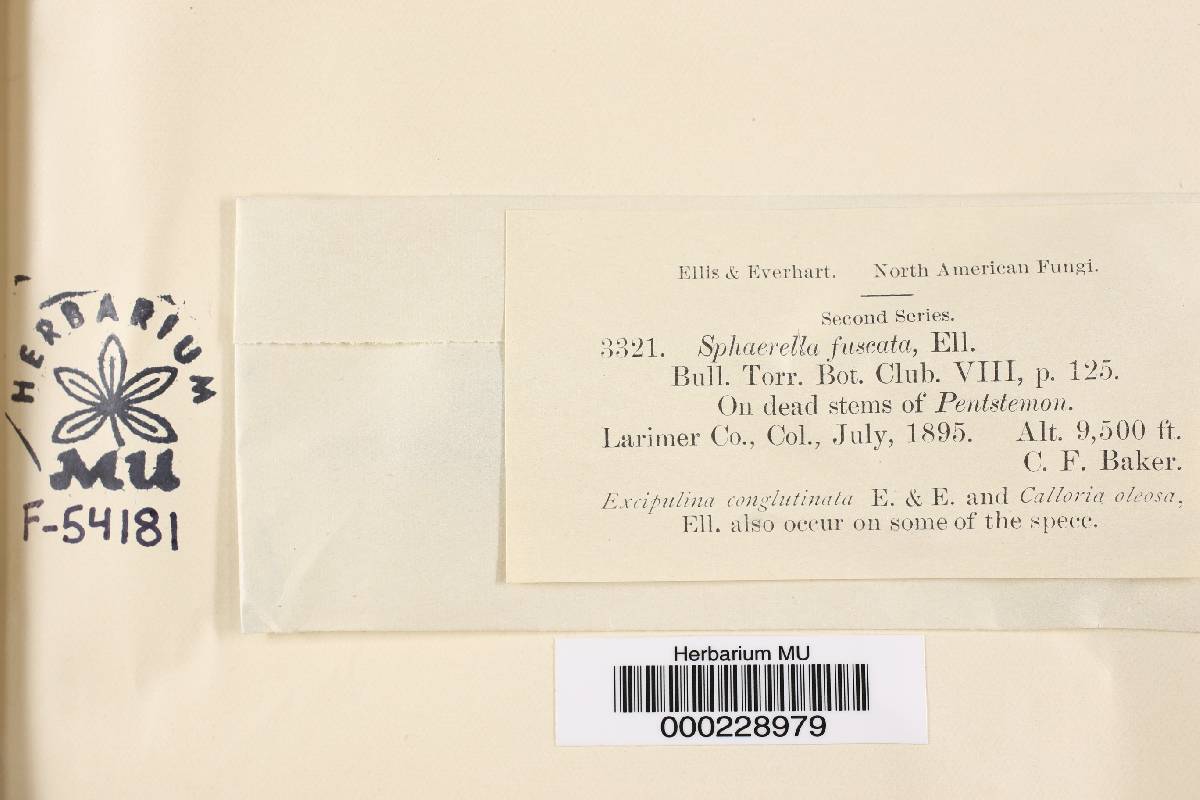 Ellis & Everhart. North American Fungi.
Second Series.
3321. Sphaerella fuscata, Ell.
Bull. Torr. Bot. Club. VIII, p. 125.
On dead stems of Pentstemon.
Larimer Co., Col., July, 1895. Alt. 9,500 ft.
C. F. Baker.
Excipulina conglutinata E. & E. and Calloria oleosa,
Ell. also occur on some of the specc.
HERBARIUM
MU
F-54181
Herbarium MU
000228979